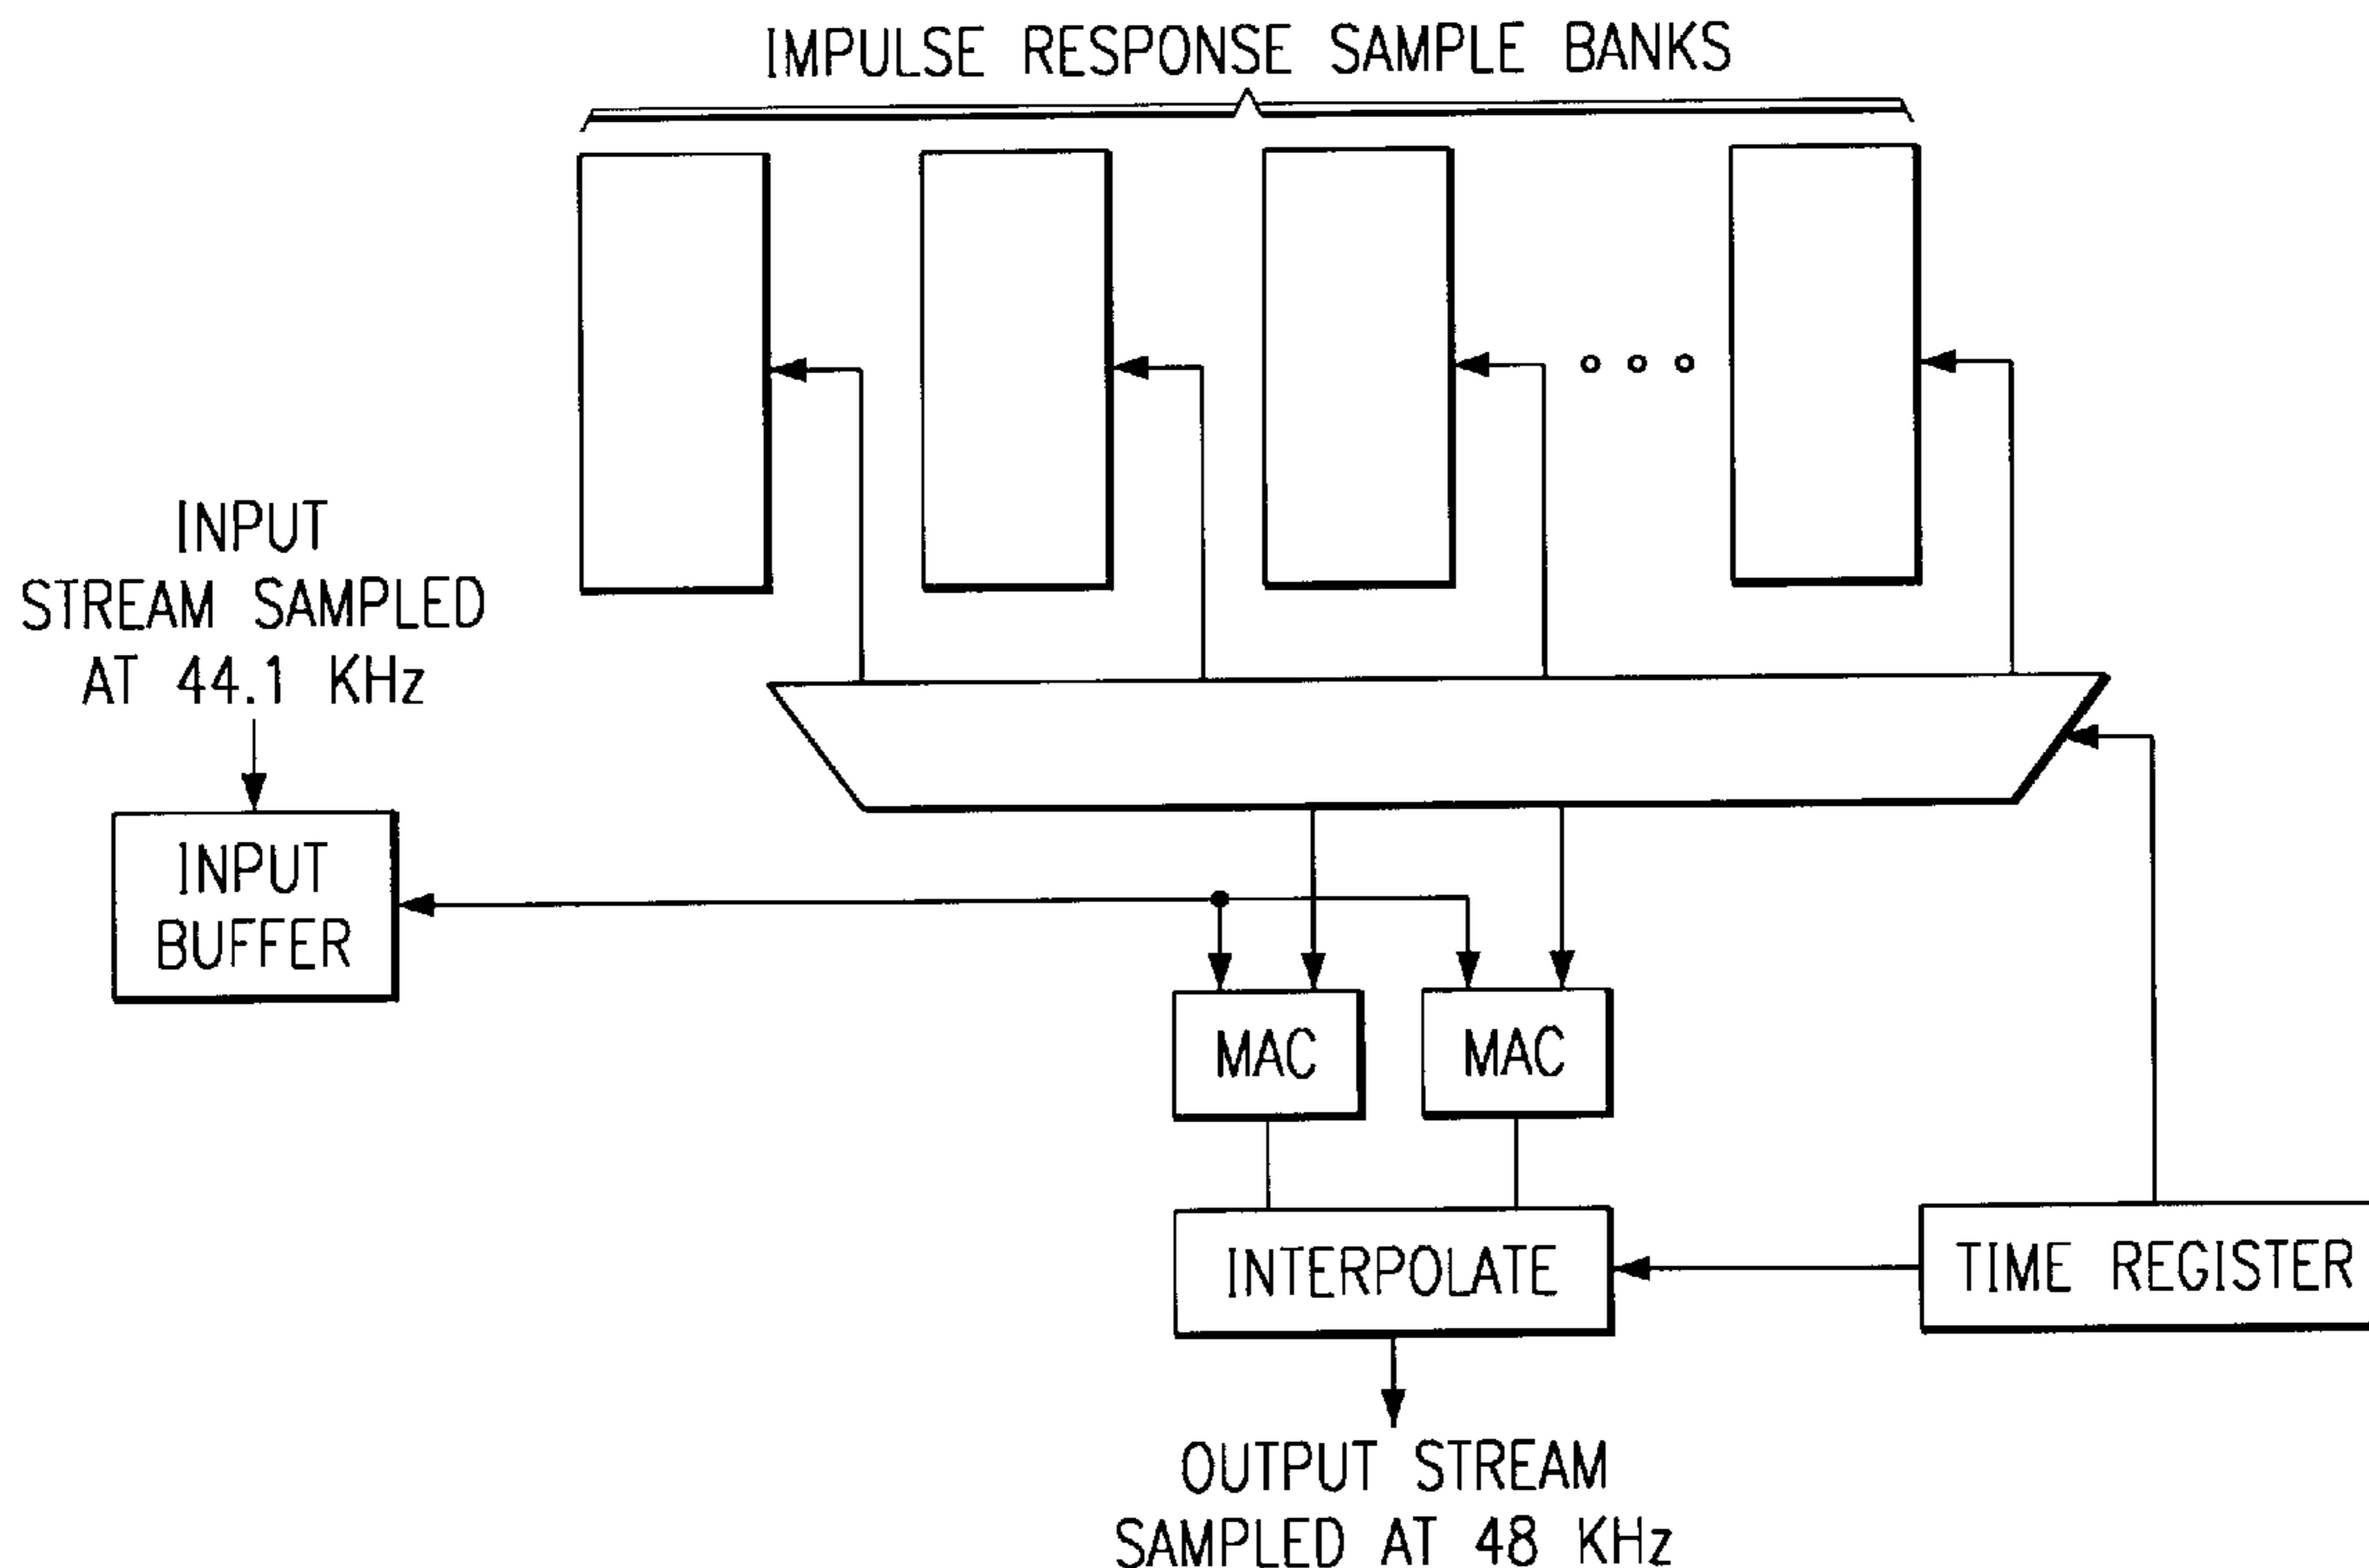 IMPULSE RESPONSE SAMPLE BANKS
INPUT
STREAM SAMPLED
AT 44.1 KHz
INPUT
BUFFER
MAC
MAC
INTERPOLATE
TIME REGISTER
OUTPUT STREAM
SAMPLED AT 48 KHz